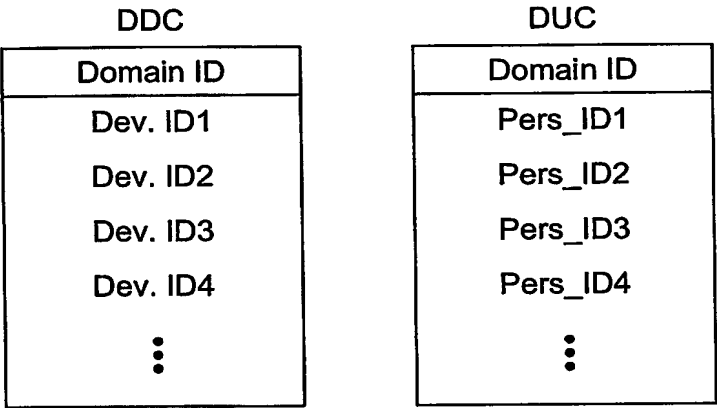 DDC
Domain ID
Dev. ID1
Dev. ID2
Dev. ID3
Dev. ID4
DUC
Domain ID
Pers_ID1
Pers_ID2
Pers_ID3
Pers_ID4